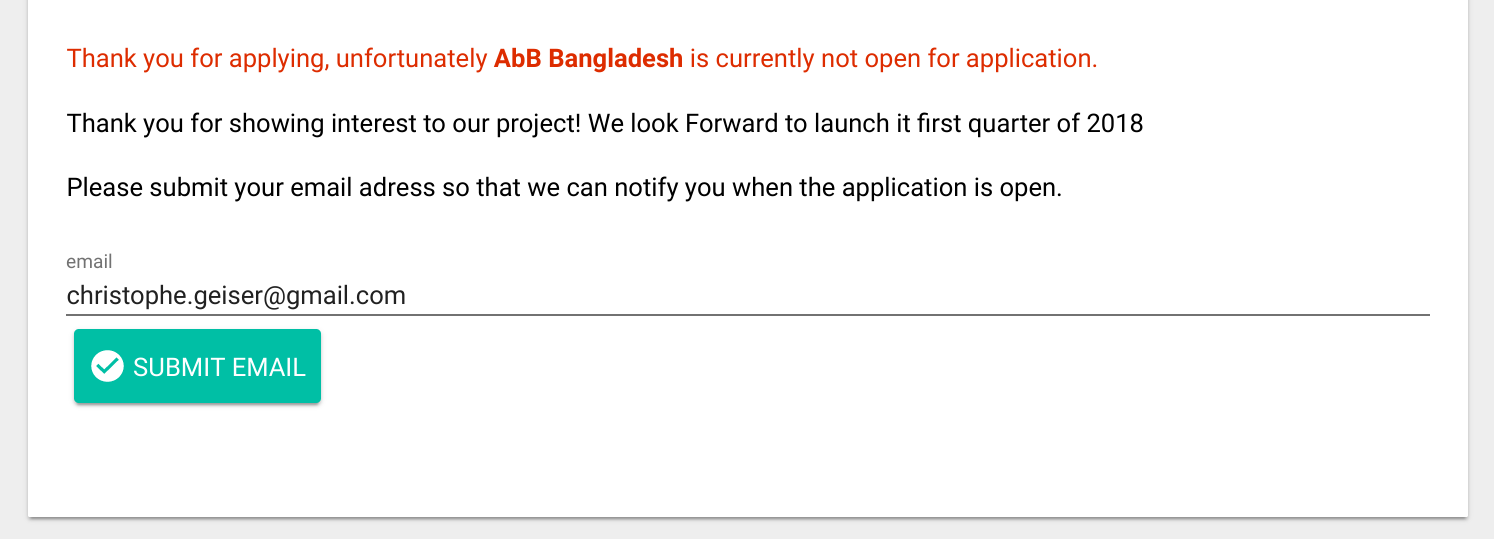 Thank you for applying, unfortunately AbB Bangladesh is currently not open for application.
Thank you for showing interest to our project! We look Forward to launch it first quarter of 2018
Please submit your email adress so that we can notify you when the application is open.
email
christophe.geiser@gmail.com
SUBMIT EMAIL